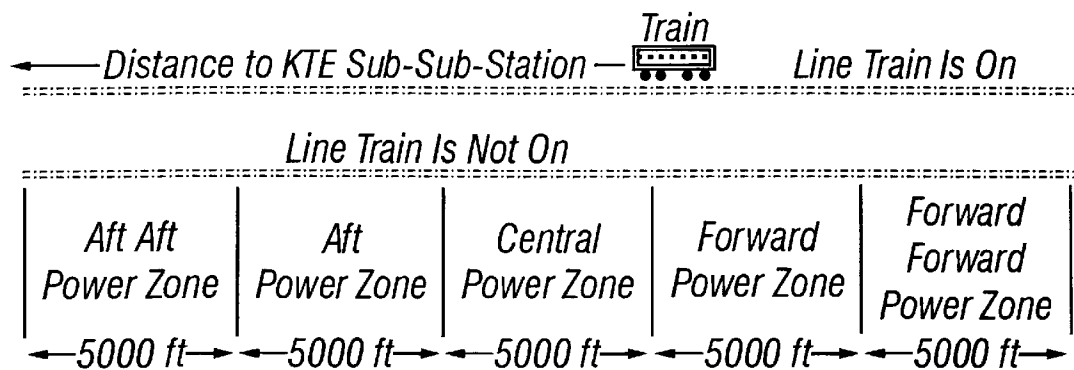 Train
Distance to KTE Sub-Sub-Station
Line Train Is On
Line Train Is Not On
Aft Aft
Power Zone
Aft
Power Zone
Central
Power Zone
Forward
Power Zone
Forward
Forward
Power Zone
5000 ft
5000 ft
5000 ft
5000 ft
5000 ft